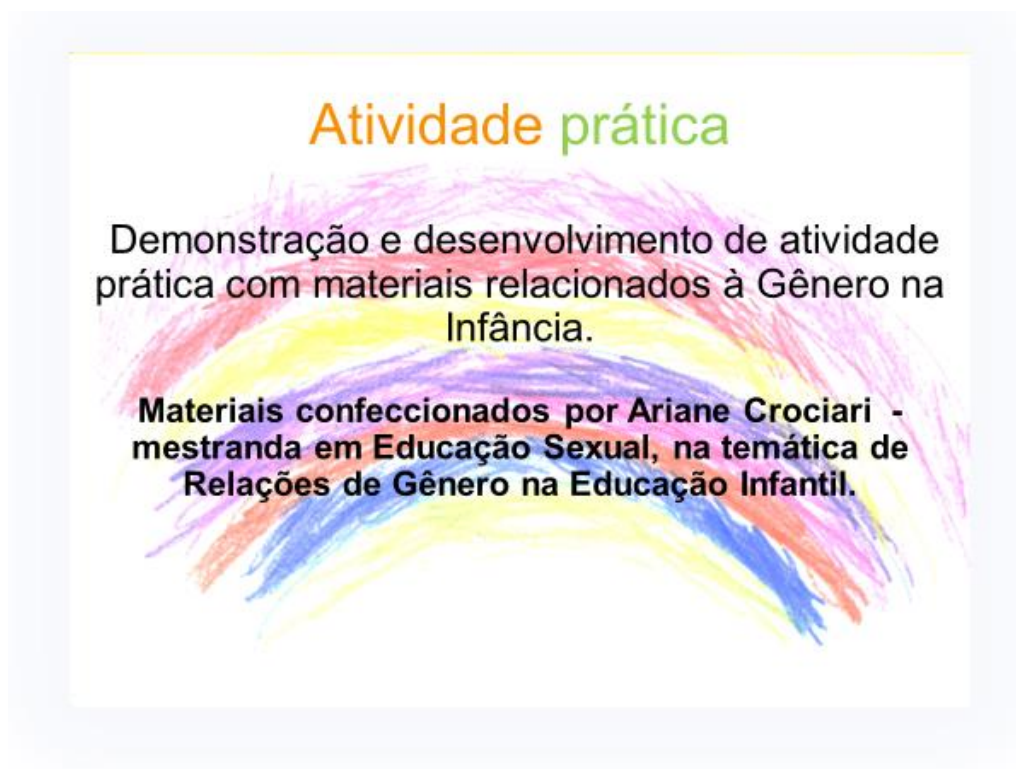 Atividade prática
Demonstração e desenvolvimento de atividade
prática com materiais relacionados à Gênero na
Infância.
Materiais confeccionados por Ariane Crociari -
mestranda em Educação Sexual, na temática de
Relações de Gênero na Educação Infantil.